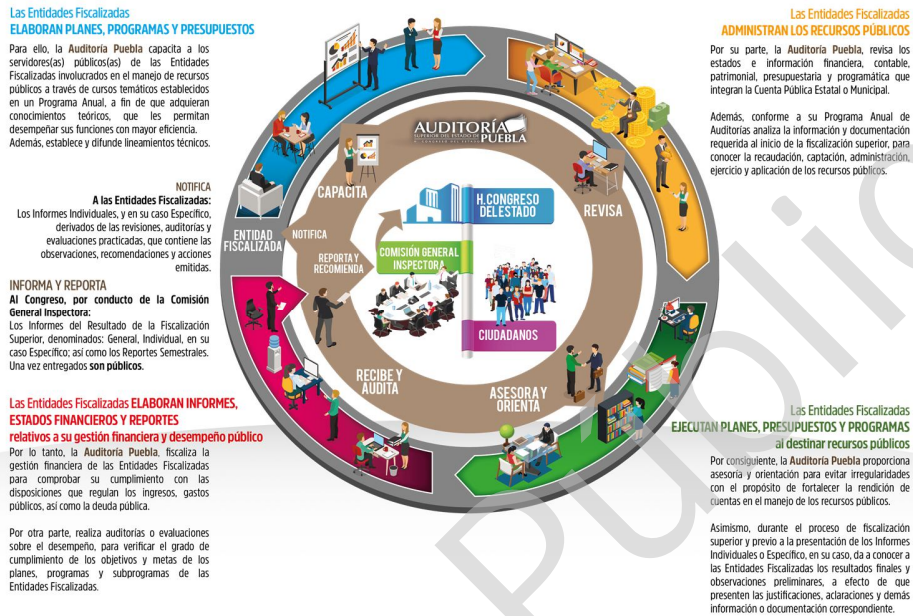 Las Entidades Fiscalizadas
ELABORAN PLANES, PROGRAMAS Y PRESUPUESTOS
Para ello, la Auditoría Puebla capacita a los
servidores(as) públicos(as) de las Entidades
Fiscalizadas involucrados en el manejo de recursos
públicos a través de cursos temáticos establecidos
en un Programa Anual, a fin de que adquieran
conocimientos teóricos, que les permitan
desempeñar sus funciones con mayor eficiencia.
Además, establece y difunde lineamientos técnicos.
NOTIFICA
A las Entidades Fiscalizadas:
Los Informes Individuales, y en su caso Específico,
derivados de las revisiones, auditorías y
evaluaciones practicadas, que contiene las
observaciones, recomendaciones y acciones
emitidas.
INFORMA Y REPORTA
Al Congreso, por conducto de la Comisión
General Inspectora:
Los Informes del Resultado de la Fiscalización
Superior, denominados: General, Individual, en su
caso Específico; así como los Reportes Semestrales.
Una vez entregados son públicos.
Las Entidades Fiscalizadas ELABORAN INFORMES,
ESTADOS FINANCIEROS Y REPORTES
relativos a su gestión financiera y desempeño público
Por lo tanto, la Auditoría Puebla, fiscaliza la
gestión financiera de las Entidades Fiscalizadas
para comprobar su cumplimiento con las
disposiciones que regulan los ingresos, gastos
públicos, así como la deuda pública.
Por otra parte, realiza auditorías o evaluaciones
sobre el desempeño, para verificar el grado de
cumplimiento de los objetivos y metas de los
planes, programas y subprogramas de las
Entidades Fiscalizadas.
AUDITORÍA
SUPERIOR DEL ESTADO DE PUEBLA
H. CONGRESO DEL ESTADO
CAPACITA
REVISA
ENTIDAD
FISCALIZADA
NOTIFICA
REPORTA Y
RECOMIENDA
H.CONGRESO
DEL ESTADO
COMISIÓN GENERAL
INSPECTORA
CIUDADANOS
RECIBE Y
AUDITA
ASESORA Y
ORIENTA
Las Entidades Fiscalizadas
ADMINISTRAN LOS RECURSOS PÚBLICOS
Por su parte, la Auditoría Puebla, revisa los
estados e información financiera, contable,
patrimonial, presupuestaria y programática que
integran la Cuenta Pública Estatal o Municipal.
Además, conforme a su Programa Anual de
Auditorías analiza la información y documentación
requerida al inicio de la fiscalización superior, para
conocer la recaudación, captación, administración,
ejercicio y aplicación de los recursos públicos.
Las Entidades Fiscalizadas
EJECUTAN PLANES, PRESUPUESTOS Y PROGRAMAS
al destinar recursos públicos
Por consiguiente, la Auditoría Puebla proporciona
asesoría y orientación para evitar irregularidades
con el propósito de fortalecer la rendición de
cuentas en el manejo de los recursos públicos.
Asimismo, durante el proceso de fiscalización
superior y previo a la presentación de los Informes
Individuales o Específico, en su caso, da a conocer a
las Entidades Fiscalizadas los resultados finales y
observaciones preliminares, a efecto de que
presenten las justificaciones, aclaraciones y demás
información o documentación correspondiente.
Públic